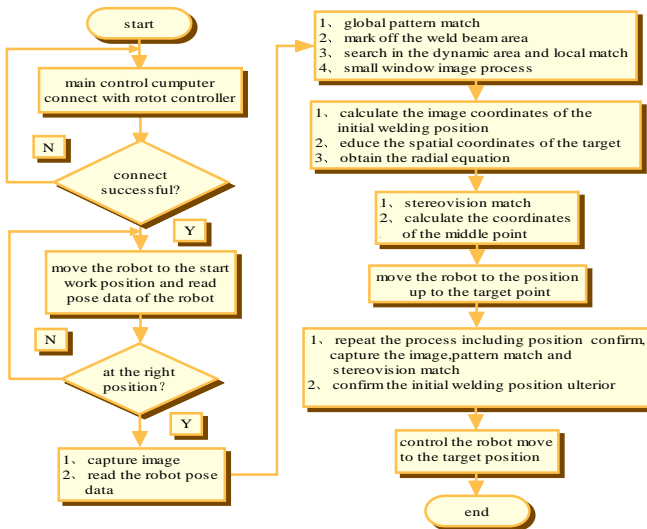 start
main control cumputer
connect with rotot controller
N
connect
successful?
Y
move the robot to the start
work position and read
pose data of the robot
N
at the right
position?
Y
1、 capture image
2、 read the robot pose
data
1、 global pattern match
2、 mark off the weld beam area
3、 search in the dynamic area and local match
4、 small window image process
1、 calculate the image coordinates of the
initial welding position
2、 educe the spatial coordinates of the target
3、 obtain the radial equation
1、 stereovision match
2、 calculate the coordinates
of the middle point
move the robot to the position
up to the target point
1、 repeat the process including position confirm,
capture the image,pattern match and
stereovision match
2、 confirm the initial welding position ulterior
control the robot move
to the target position
end